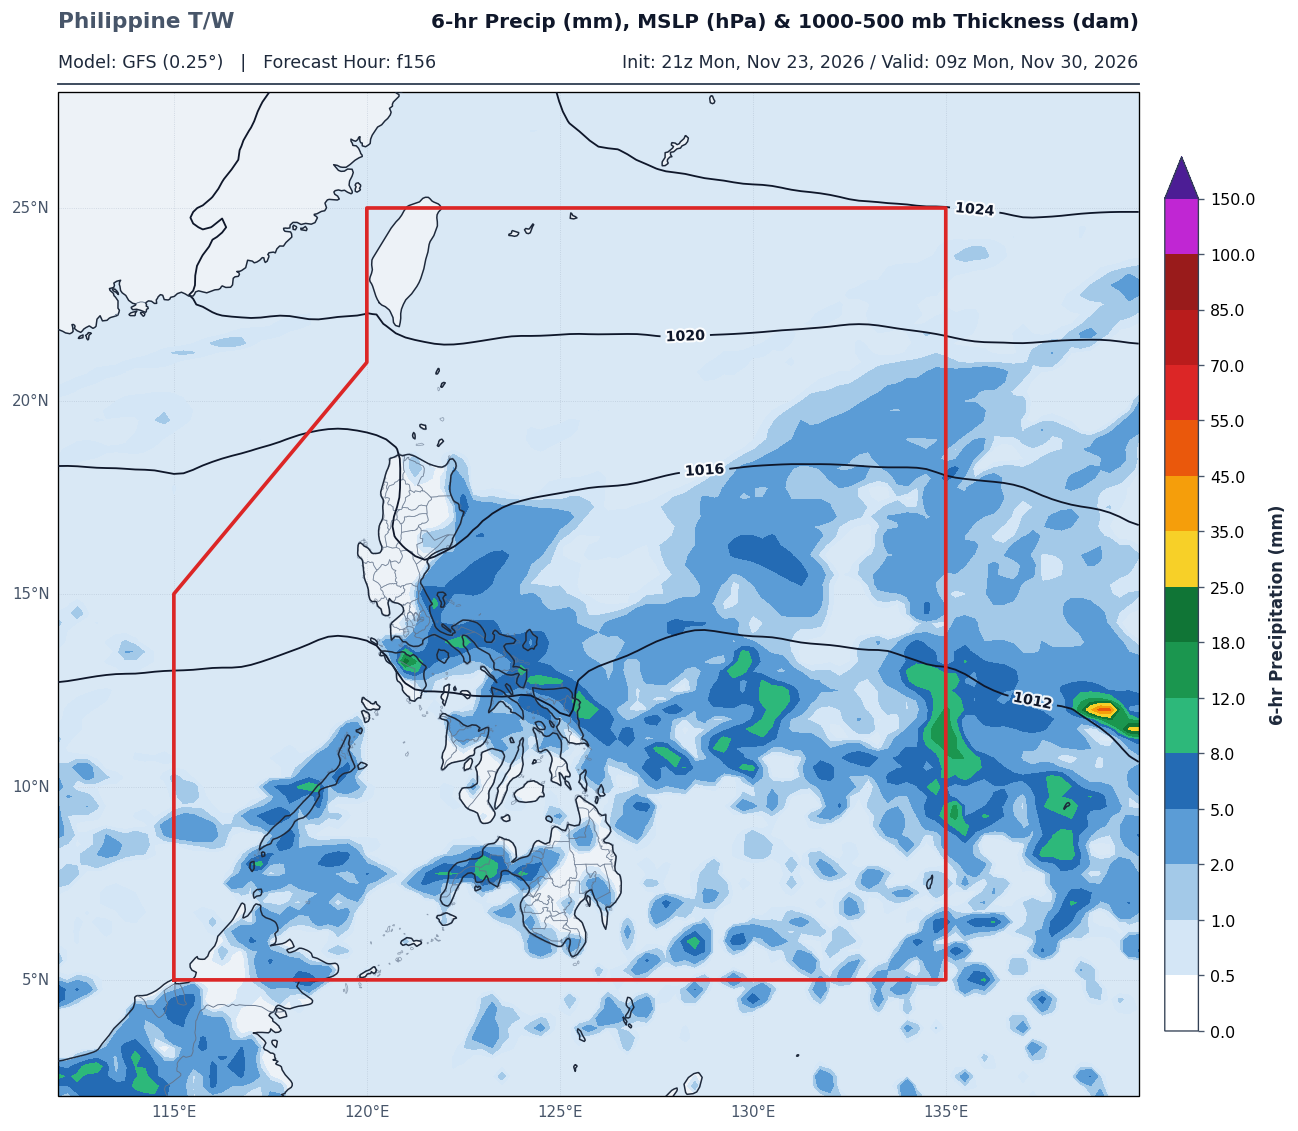 Philippine T/W
6-hr Precip (mm), MSLP (hPa) & 1000-500 mb Thickness (dam)
Model: GFS (0.25°) | Forecast Hour: f156
Init: 21z Mon, Nov 23, 2026 / Valid: 09z Mon, Nov 30, 2026
25°N
20°N
15°N
10°N
5°N
115°E
120°E
125°E
130°E
135°E
1024
1020
1016
1012
150.0
100.0
85.0
70.0
55.0
45.0
35.0
25.0
18.0
12.0
8.0
5.0
2.0
1.0
0.5
0.0
6-hr Precipitation (mm)